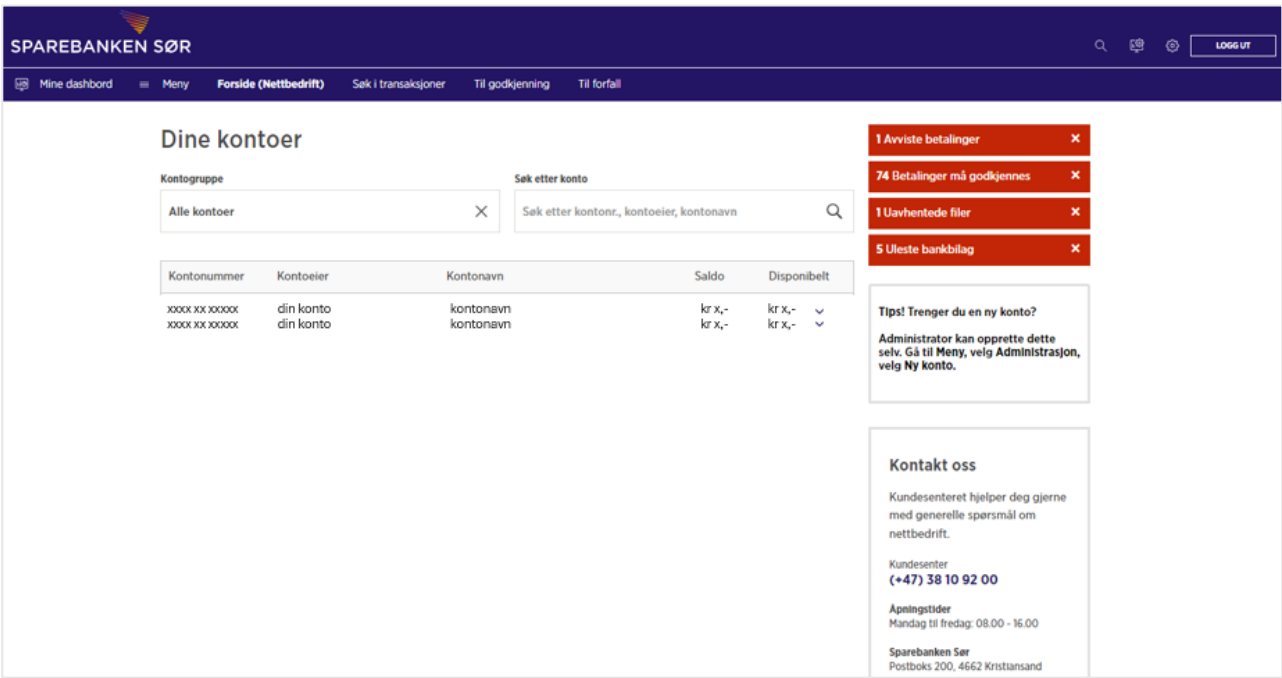 SPAREBANKEN SØR
LOGG UT
Mine dashbord Meny Forside (Nettbedrift) Søk i transaksjoner Til godkjenning Til forfall
Dine kontoer
Kontogruppe
Alle kontoer
Søk etter konto
Søk etter kontonr., kontoeier, kontonavn
Kontonummer Kontoeier Kontonavn Saldo Disponibelt
xxxx xx xxxxx din konto kontonavn kr x,- kr x,-
xxxx xx xxxxx din konto kontonavn kr x,- kr x,-
1 Avviste betalinger
74 Betalinger må godkjennes
1 Uavhentede filer
5 Uleste bankbilag
Tips! Trenger du en ny konto?
Administrator kan opprette dette
selv. Gå til Meny, velg Administrasjon,
velg Ny konto.
Kontakt oss
Kundesenteret hjelper deg gjerne
med generelle spørsmål om
nettbedrift.
Kundesenter
(+47) 38 10 92 00
Åpningstider
Mandag til fredag: 08.00 - 16.00
Sparebanken Sør
Postboks 200, 4662 Kristiansand